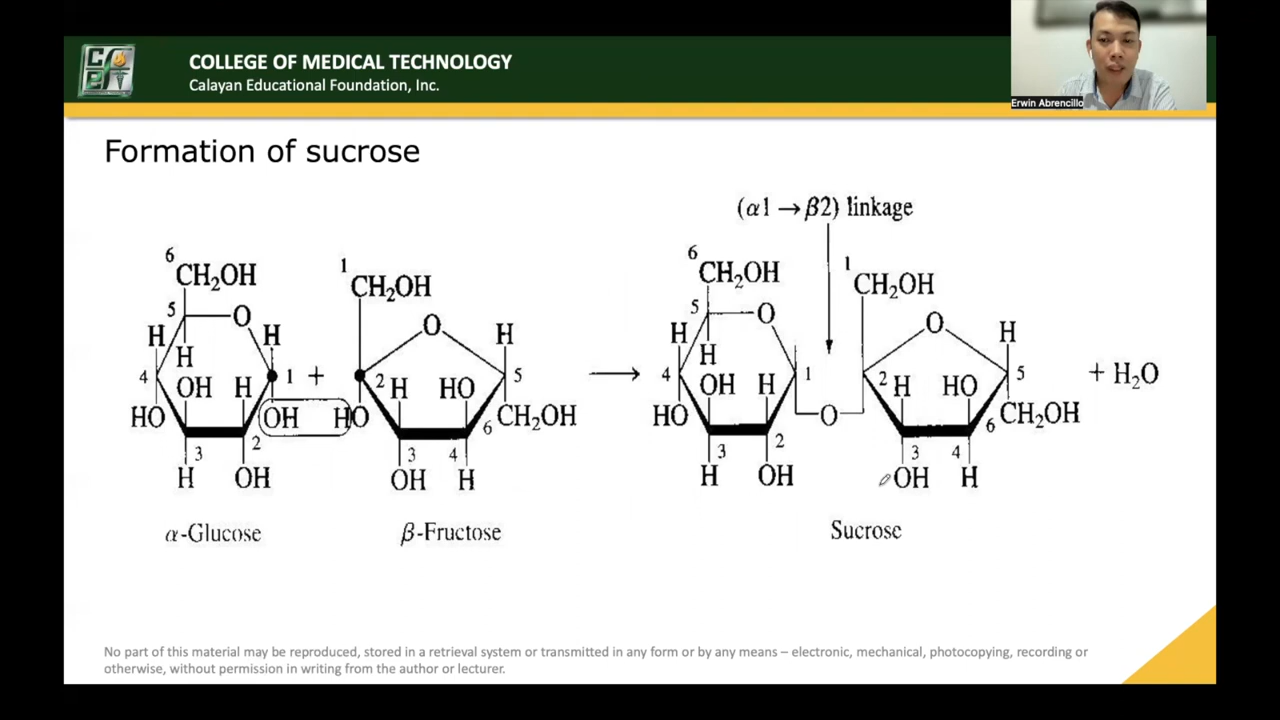 COLLEGE OF MEDICAL TECHNOLOGY
Calayan Educational Foundation, Inc.
Erwin Abrencillo
Formation of sucrose
(α1 → β2) linkage
6
CH₂OH
5
O
H
H
H
4
OH
H
1
HO
OH
3
2
H
OH
α-Glucose
+
1
CH₂OH
O
H
2
H
HO
5
HO
CH₂OH
6
3
4
OH
H
β-Fructose
→
6
CH₂OH
5
O
H
H
4
OH
H
1
HO
3
2
H
OH
O
1
CH₂OH
O
H
2
H
HO
5
CH₂OH
6
3
4
OH
H
Sucrose
+ H₂O
No part of this material may be reproduced, stored in a retrieval system or transmitted in any form or by any means – electronic, mechanical, photocopying, recording or
otherwise, without permission in writing from the author or lecturer.